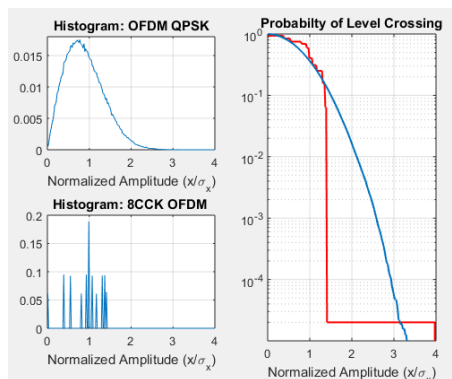 Histogram: OFDM QPSK
0.015
0.01
0.005
0
0 1 2 3 4
Normalized Amplitude (x/σx)
Histogram: 8CCK OFDM
0.2
0.15
0.1
0.05
0
0 1 2 3 4
Normalized Amplitude (x/σx)
Probabilty of Level Crossing
10^0
10^-1
10^-2
10^-3
10^-4
0 1 2 3 4
Normalized Amplitude (x/σ